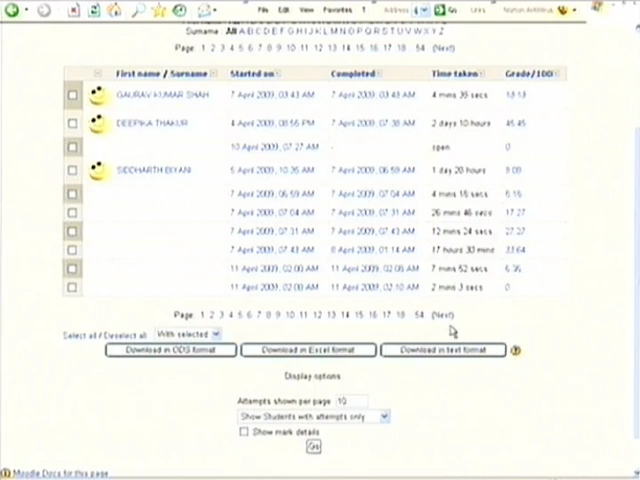 File Edit View Favorites Address Go Links Norton AntiVirus
Surname : All A B C D E F G H I J K L M N O P Q R S T U V W X Y Z
Page: 1 2 3 4 5 6 7 8 9 10 11 12 13 14 15 16 17 18 54 (Next)
First name / Surname Started on Completed Time taken Grade/100
GAURAV KUMAR SHAH 7 April 2009, 03:43 AM 7 April 2009, 03:48 AM 4 mins 35 secs 18.18
DEEPIKA THAKUR 4 April 2009, 08:55 PM 7 April 2009, 07:38 AM 2 days 10 hours 45.45
10 April 2009, 07:27 AM - open 0
SIDDHARTH BIYANI 5 April 2009, 10:35 AM 7 April 2009, 06:59 AM 1 day 20 hours 9.09
7 April 2009, 06:59 AM 7 April 2009, 07:04 AM 4 mins
7 April 2009, 07:04 AM 7 April 2009, 07:31 AM 26 mins 46 secs 17.27
7 April 2009, 07:31 AM 7 April 2009, 07:43 AM 12 mins 24 secs 27.27
7 April 2009, 07:43 AM 8 April 2009, 01:14 AM 17 hours 30 mins 33.64
11 April 2009, 02:00 AM 11 April 2009, 02:08 AM 7 mins 52 secs 6.36
11 April 2009, 02:08 AM 11 April 2009, 02:10 AM 2 mins 3 secs 0
Page: 1 2 3 4 5 6 7 8 9 10 11 12 13 14 15 16 17 18 54 (Next)
Select all / Deselect all With selected
Download in ODS format Download in Excel format Download in text format
Display options
Attempts shown per page 10
Show Students with attempts only
Show mark details
Go
Moodle Docs for this page